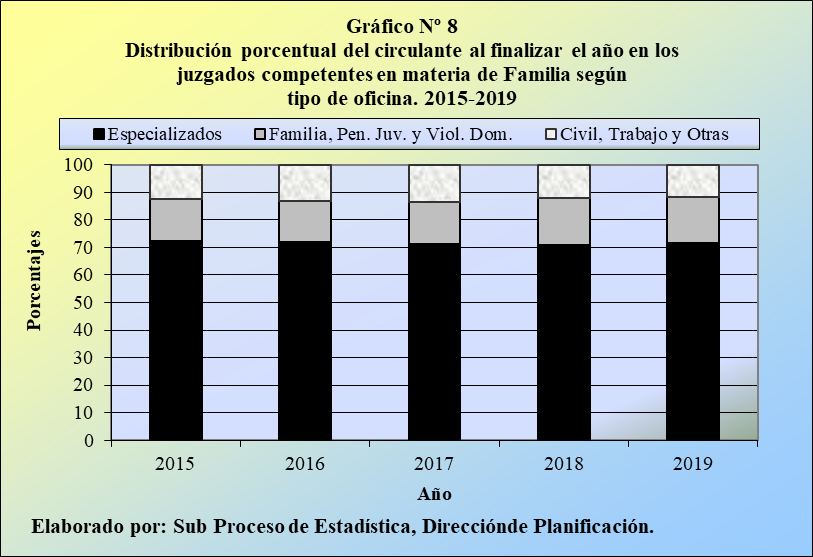 Gráfico Nº 8
Distribución porcentual del circulante al finalizar el año en los
juzgados competentes en materia de Familia según
tipo de oficina. 2015-2019
Especializados
Familia, Pen. Juv. y Viol. Dom.
Civil, Trabajo y Otras
Porcentajes
100
90
80
70
60
50
40
30
20
10
0
2015
2016
2017
2018
2019
Año
Elaborado por: Sub Proceso de Estadística, Direcciónde Planificación.